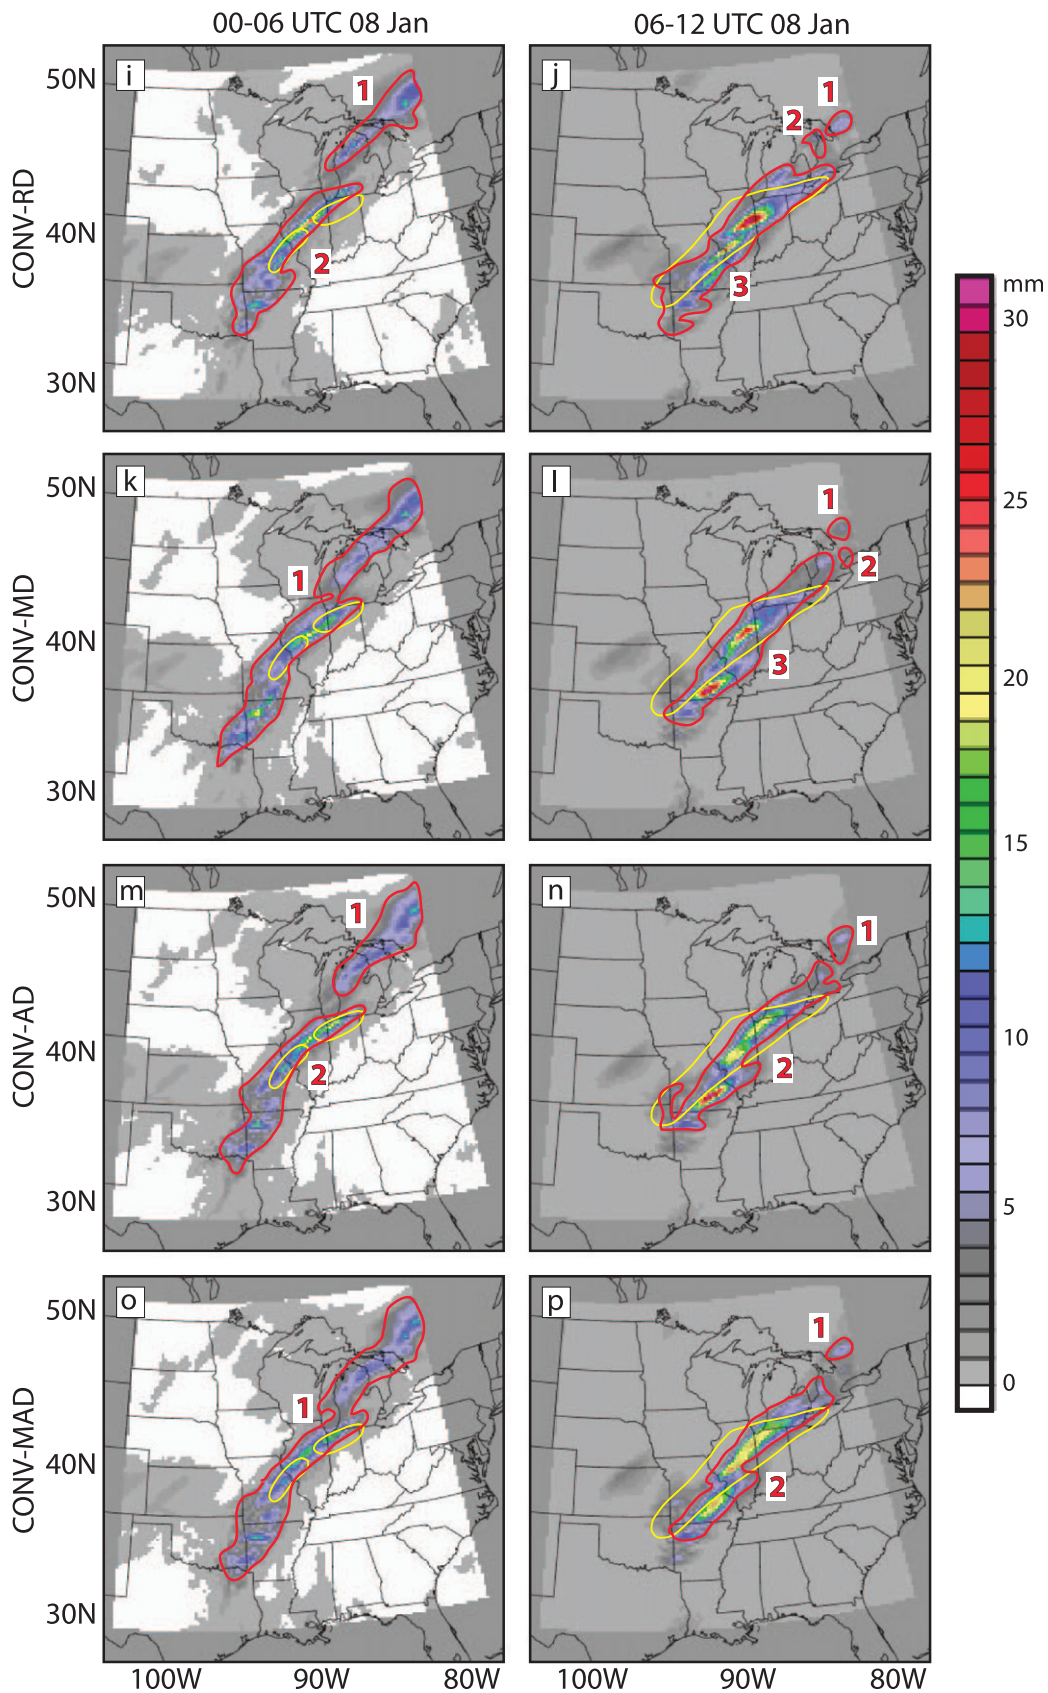 00-06 UTC 08 Jan 06-12 UTC 08 Jan
CONV-RD
50N
40N
30N
i
1
2
j
1
2
3
mm
30
25
20
15
10
5
0
CONV-MD
50N
40N
30N
k
1
l
1
2
3
CONV-AD
50N
40N
30N
m
1
2
n
1
2
CONV-MAD
50N
40N
30N
o
1
p
1
2
100W 90W 80W 100W 90W 80W